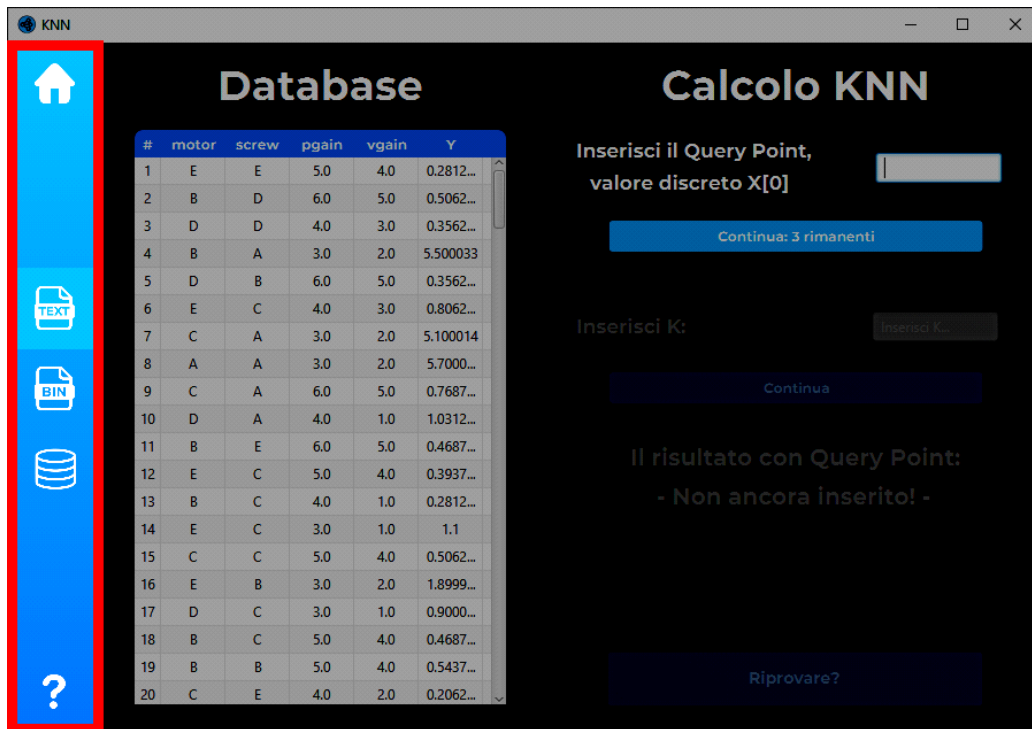 KNN
Database
Calcolo KNN
# motor screw pgain vgain Y
1 E E 5.0 4.0 0.2812...
2 B D 6.0 5.0 0.5062...
3 D D 4.0 3.0 0.3562...
4 B A 3.0 2.0 5.500033
5 D B 6.0 5.0 0.3562...
6 E C 4.0 3.0 0.8062...
7 C A 3.0 2.0 5.100014
8 A A 3.0 2.0 5.7000...
9 C A 6.0 5.0 0.7687...
10 D A 4.0 1.0 1.0312...
11 B E 6.0 5.0 0.4687...
12 E C 5.0 4.0 0.3937...
13 B C 4.0 1.0 0.2812...
14 E C 3.0 1.0 1.1
15 C C 5.0 4.0 0.5062...
16 E B 3.0 2.0 1.8999...
17 D C 3.0 1.0 0.9000...
18 B C 5.0 4.0 0.4687...
19 B B 5.0 4.0 0.5437...
20 C E 4.0 2.0 0.2062...
Inserisci il Query Point,
valore discreto X[0]
Continua: 3 rimanenti
Inserisci K:
Inserisci K...
Continua
Il risultato con Query Point:
- Non ancora inserito! -
Riprovare?
TEXT
BIN
?